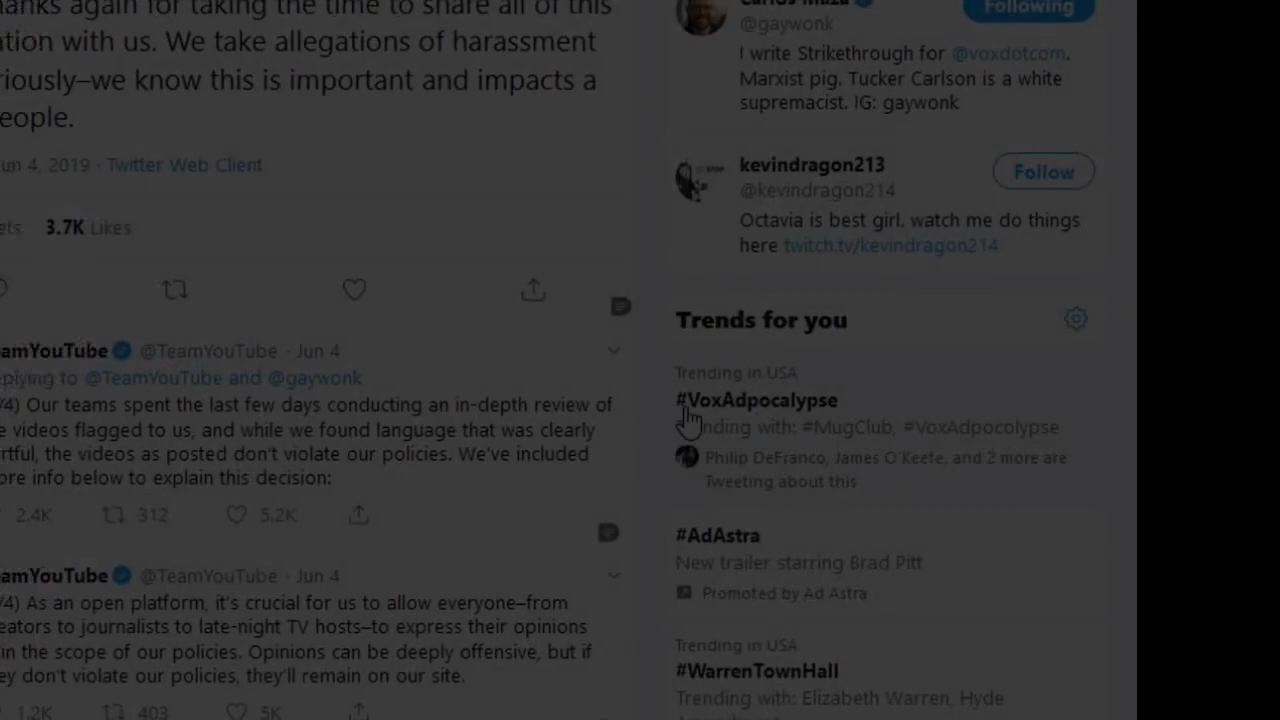 anks again for taking the time to share all of this
tion with us. We take allegations of harassment
riously—we know this is important and impacts a
eople.
un 4, 2019 · Twitter Web Client
ets 3.7K Likes
amYouTube @TeamYouTube · Jun 4
plying to @TeamYouTube and @gaywonk
/4) Our teams spent the last few days conducting an in-depth review of
e videos flagged to us, and while we found language that was clearly
rtful, the videos as posted don't violate our policies. We've included
ore info below to explain this decision:
2.4K 312 5.2K
amYouTube @TeamYouTube · Jun 4
/4) As an open platform, it's crucial for us to allow everyone–from
eators to journalists to late-night TV hosts–to express their opinions
in the scope of our policies. Opinions can be deeply offensive, but if
ey don't violate our policies, they'll remain on our site.
1.2K 403 5K
Carlos Maza Following
@gaywonk
I write Strikethrough for @voxdotcom.
Marxist pig. Tucker Carlson is a white
supremacist. IG: gaywonk
kevindragon213 Follow
@kevindragon214
Octavia is best girl. watch me do things
here twitch.tv/kevindragon214
Trends for you
Trending in USA
#VoxAdpocalypse
nding with: #MugClub, #VoxAdpocolypse
Philip DeFranco, James O Keefe, and 2 more are
Tweeting about this
#AdAstra
New trailer starring Brad Pitt
Promoted by Ad Astra
Trending in USA
#WarrenTownHall
Trending with: Elizabeth Warren, Hyde